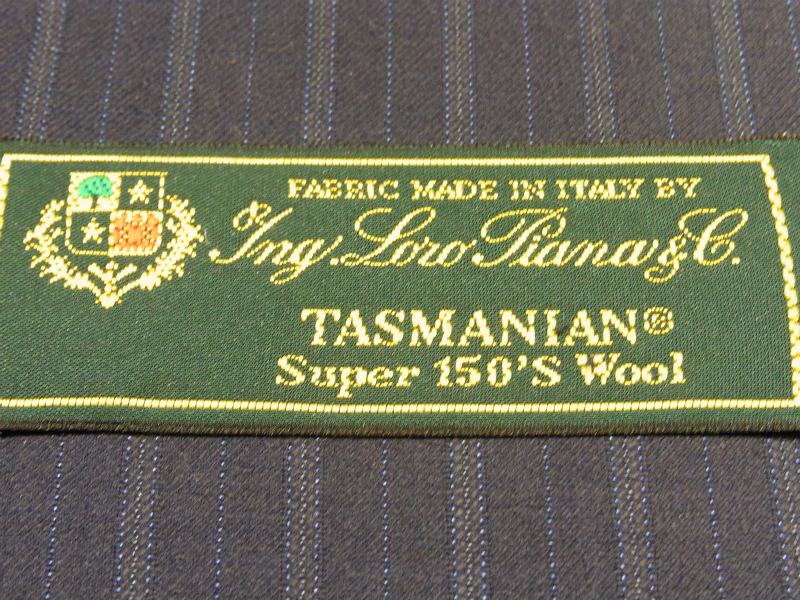 FABRIC MADE IN ITALY BY
Ing. Loro Piana & C.
TASMANIAN®
Super 150'S Wool